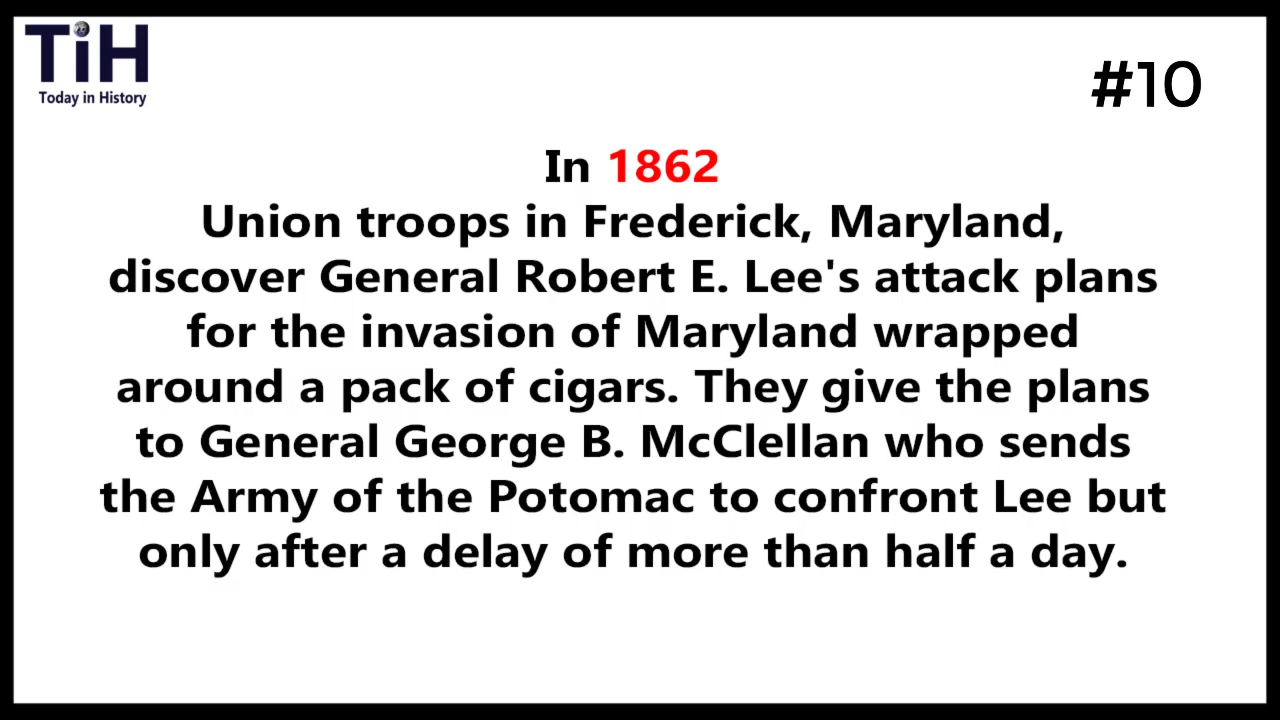 TiH
Today in History
#10
In 1862
Union troops in Frederick, Maryland,
discover General Robert E. Lee's attack plans
for the invasion of Maryland wrapped
around a pack of cigars. They give the plans
to General George B. McClellan who sends
the Army of the Potomac to confront Lee but
only after a delay of more than half a day.